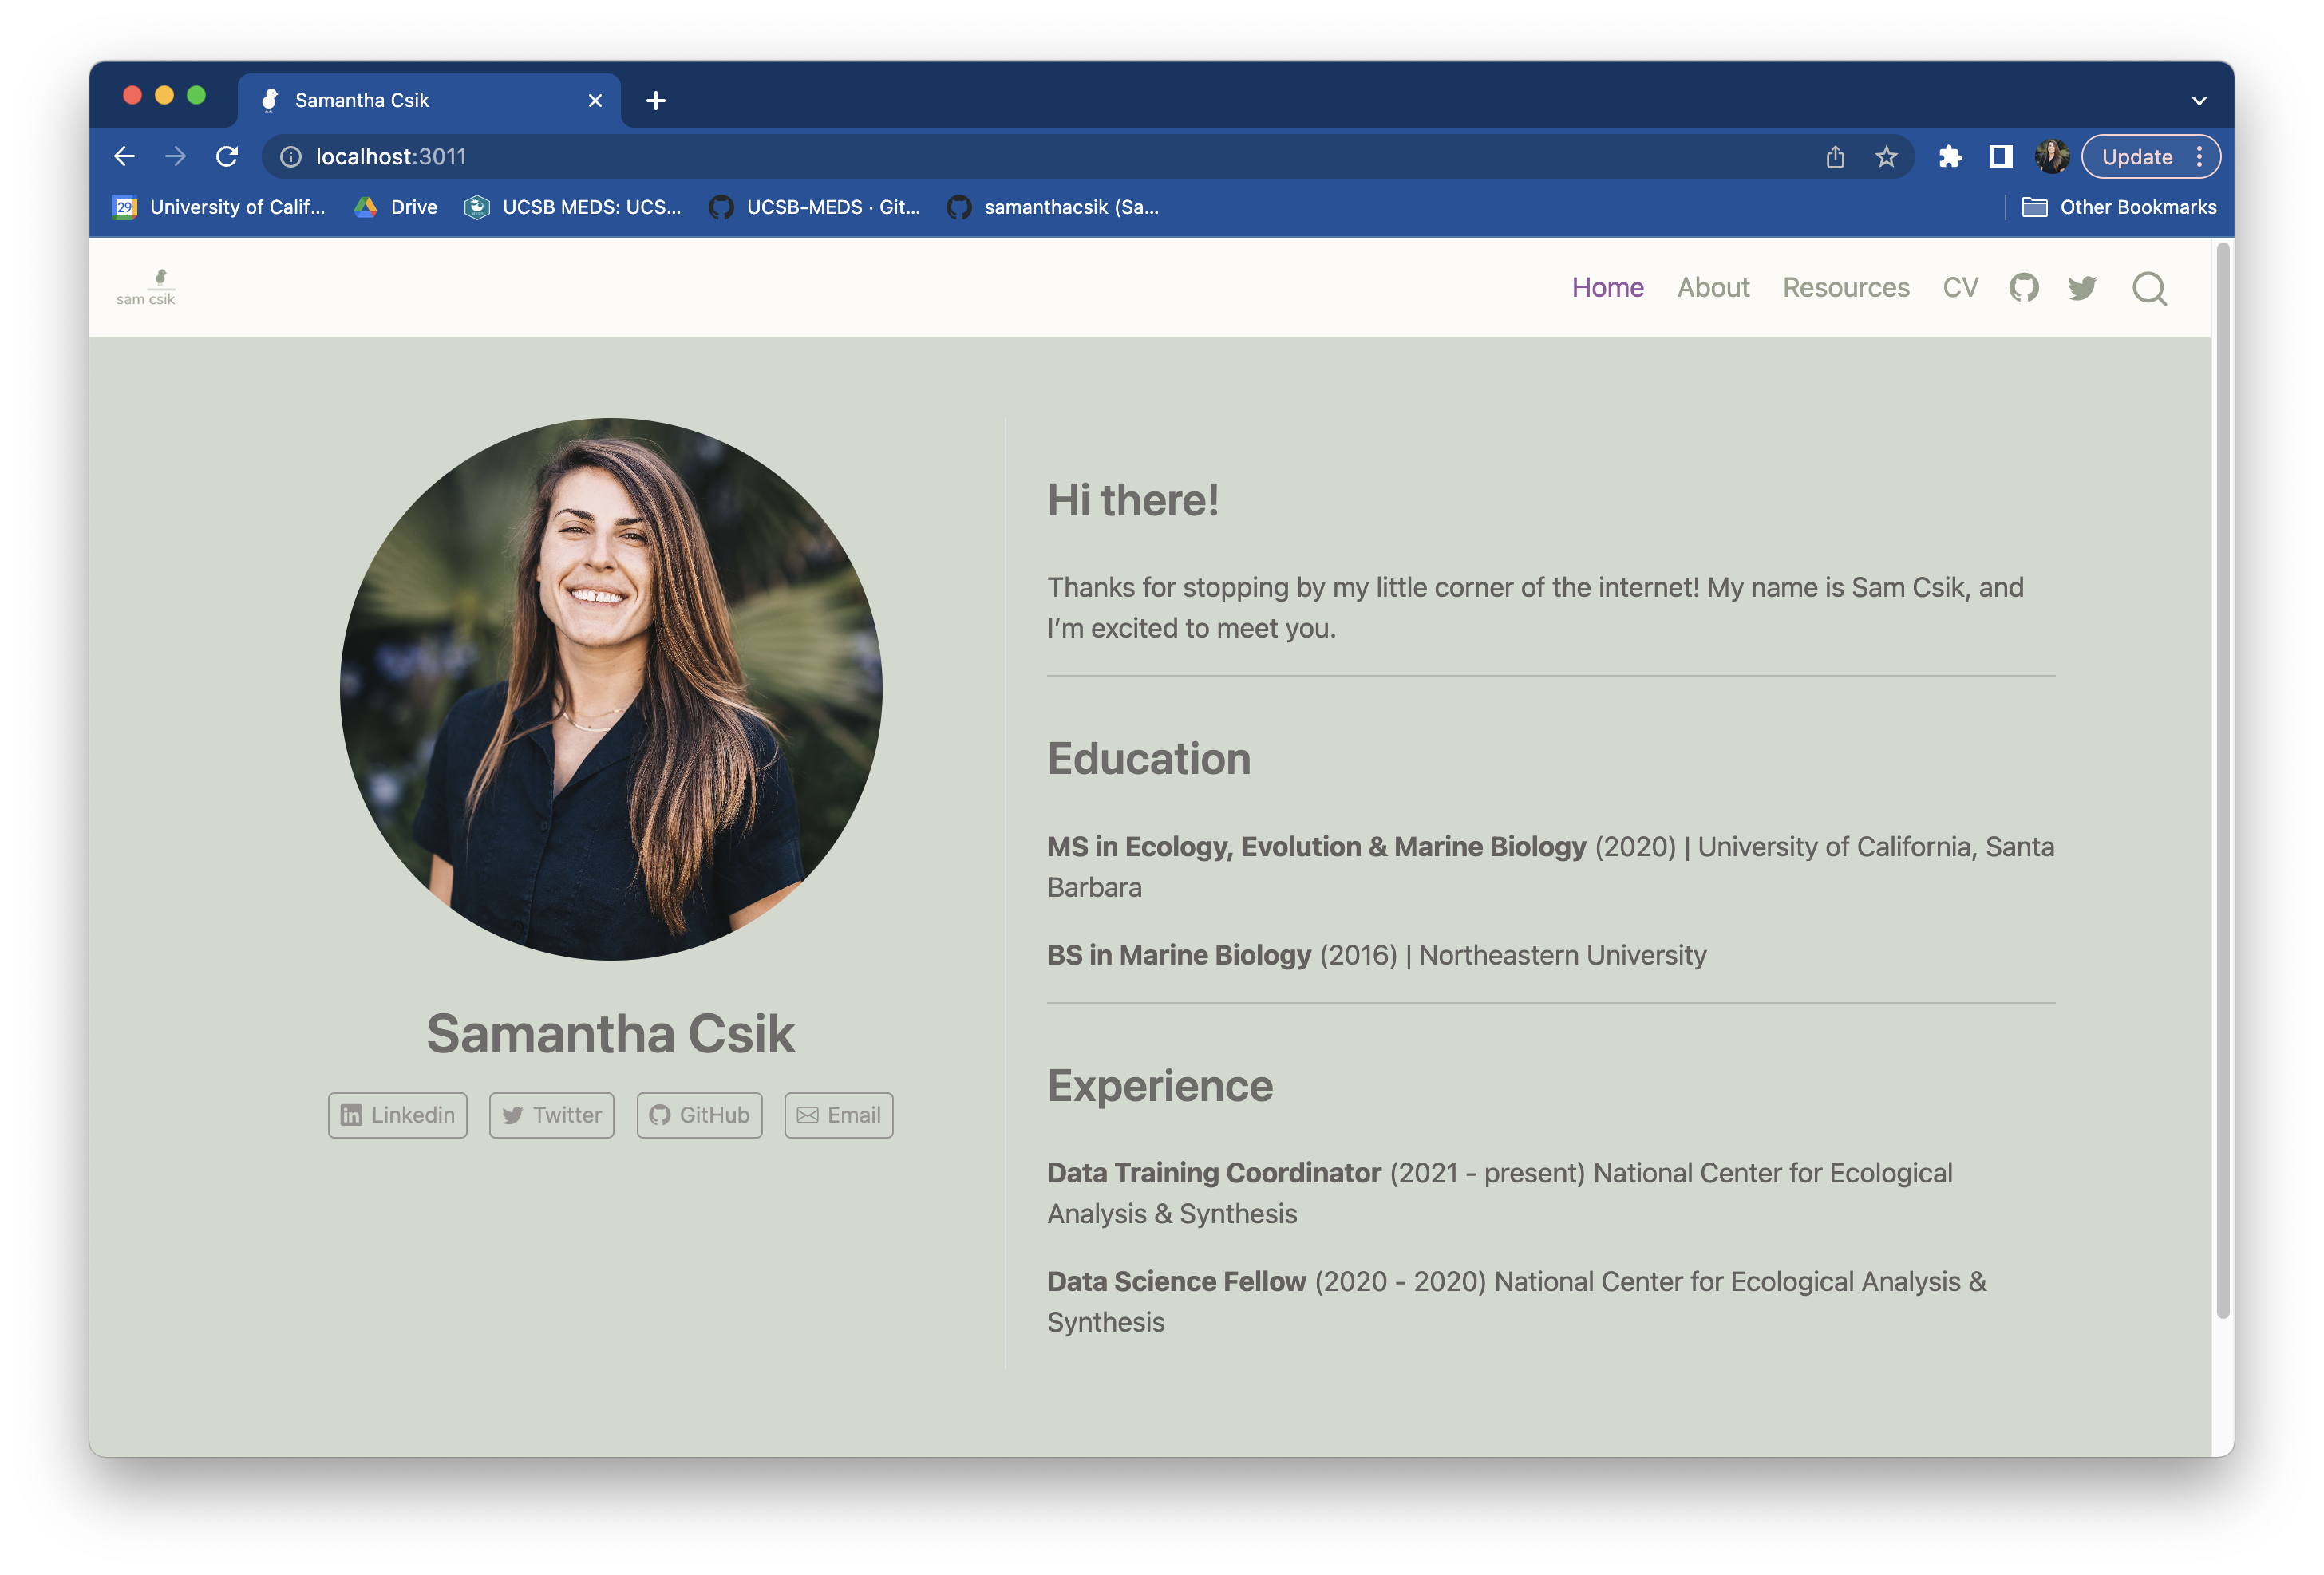 Samantha Csik
localhost:3011
Update
29
University of Calif...
Drive
UCSB MEDS: UCS...
UCSB-MEDS · Git...
samanthacsik (Sa...
Other Bookmarks
sam csik
Home
About
Resources
CV
Hi there!
Thanks for stopping by my little corner of the internet! My name is Sam Csik, and
I’m excited to meet you.
Education
MS in Ecology, Evolution & Marine Biology (2020) | University of California, Santa
Barbara
BS in Marine Biology (2016) | Northeastern University
Samantha Csik
Linkedin
Twitter
GitHub
Email
Experience
Data Training Coordinator (2021 - present) National Center for Ecological
Analysis & Synthesis
Data Science Fellow (2020 - 2020) National Center for Ecological Analysis &
Synthesis